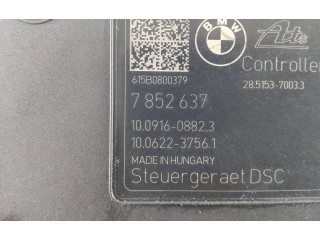 BMW
Ate
Controller
615B0800379
28.5153-7003.3
7 852 637
10.0916-0882.3
10.0622-3756.1
MADE IN HUNGARY
Steuergeraet DSC